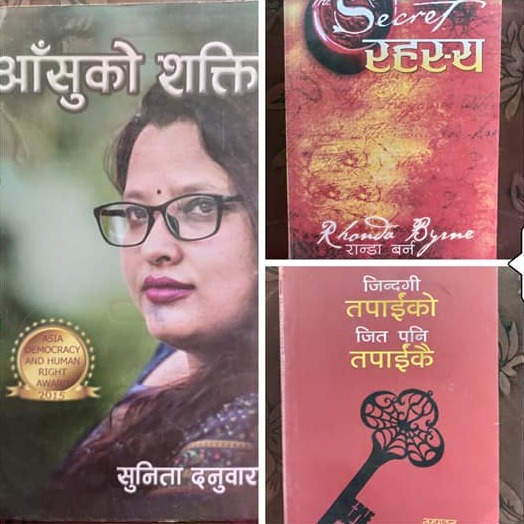 आँसुको शक्ति
ASIA
DEMOCRACY
AND HUMAN
RIGHT
AWARD
2015
सुनिता दनुवार
Secret
रहस्य
Rhonda Byrne
रान्डा बर्न
जिन्दगी
तपाईंको
जित पनि
तपाईंकै